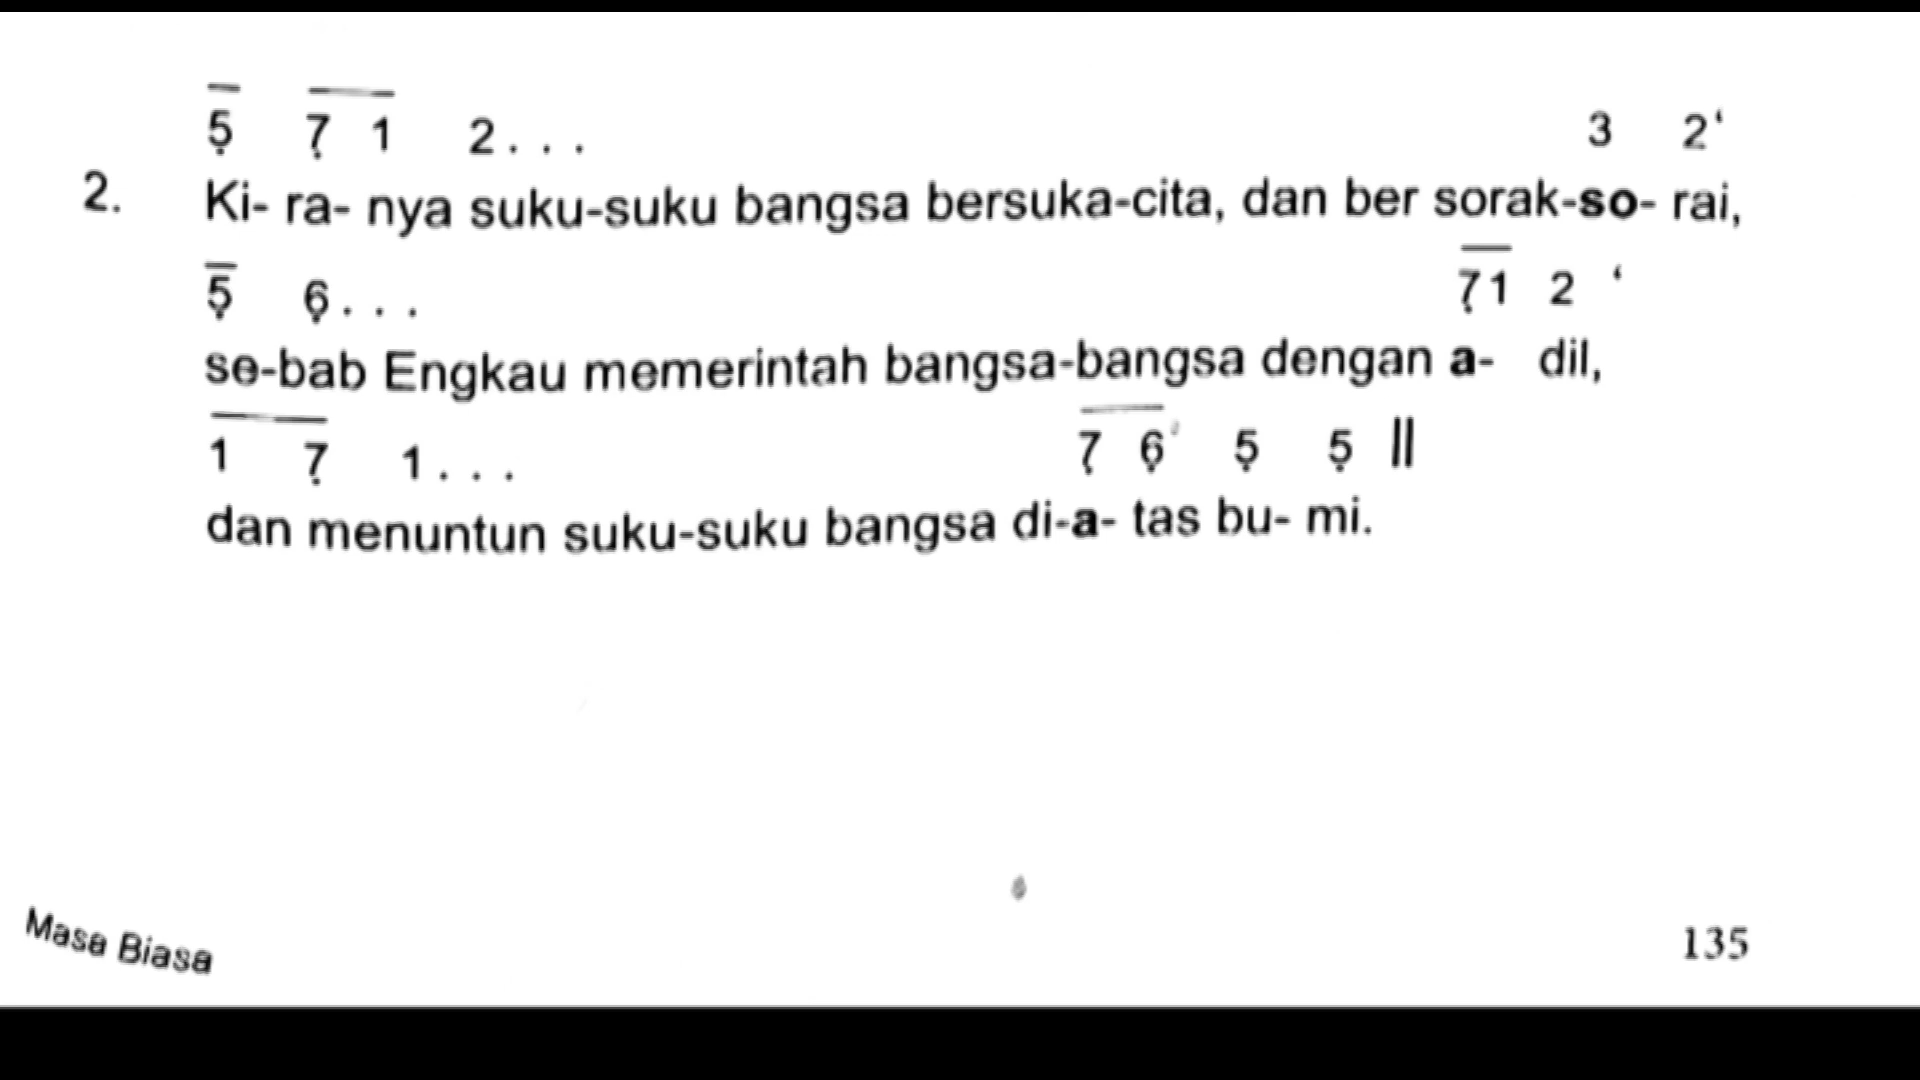 5̣ 7̣ 1 2 . . . 3 2‘
2. Ki- ra- nya suku-suku bangsa bersuka-cita, dan ber sorak-so- rai,
5̣ 6̣ . . . 7̣1 2 ‘
se-bab Engkau memerintah bangsa-bangsa dengan a- dil,
1 7̣ 1 . . . 7̣ 6̣ 5̣ 5̣ ||
dan menuntun suku-suku bangsa di-a- tas bu- mi.
Masa Biasa
135